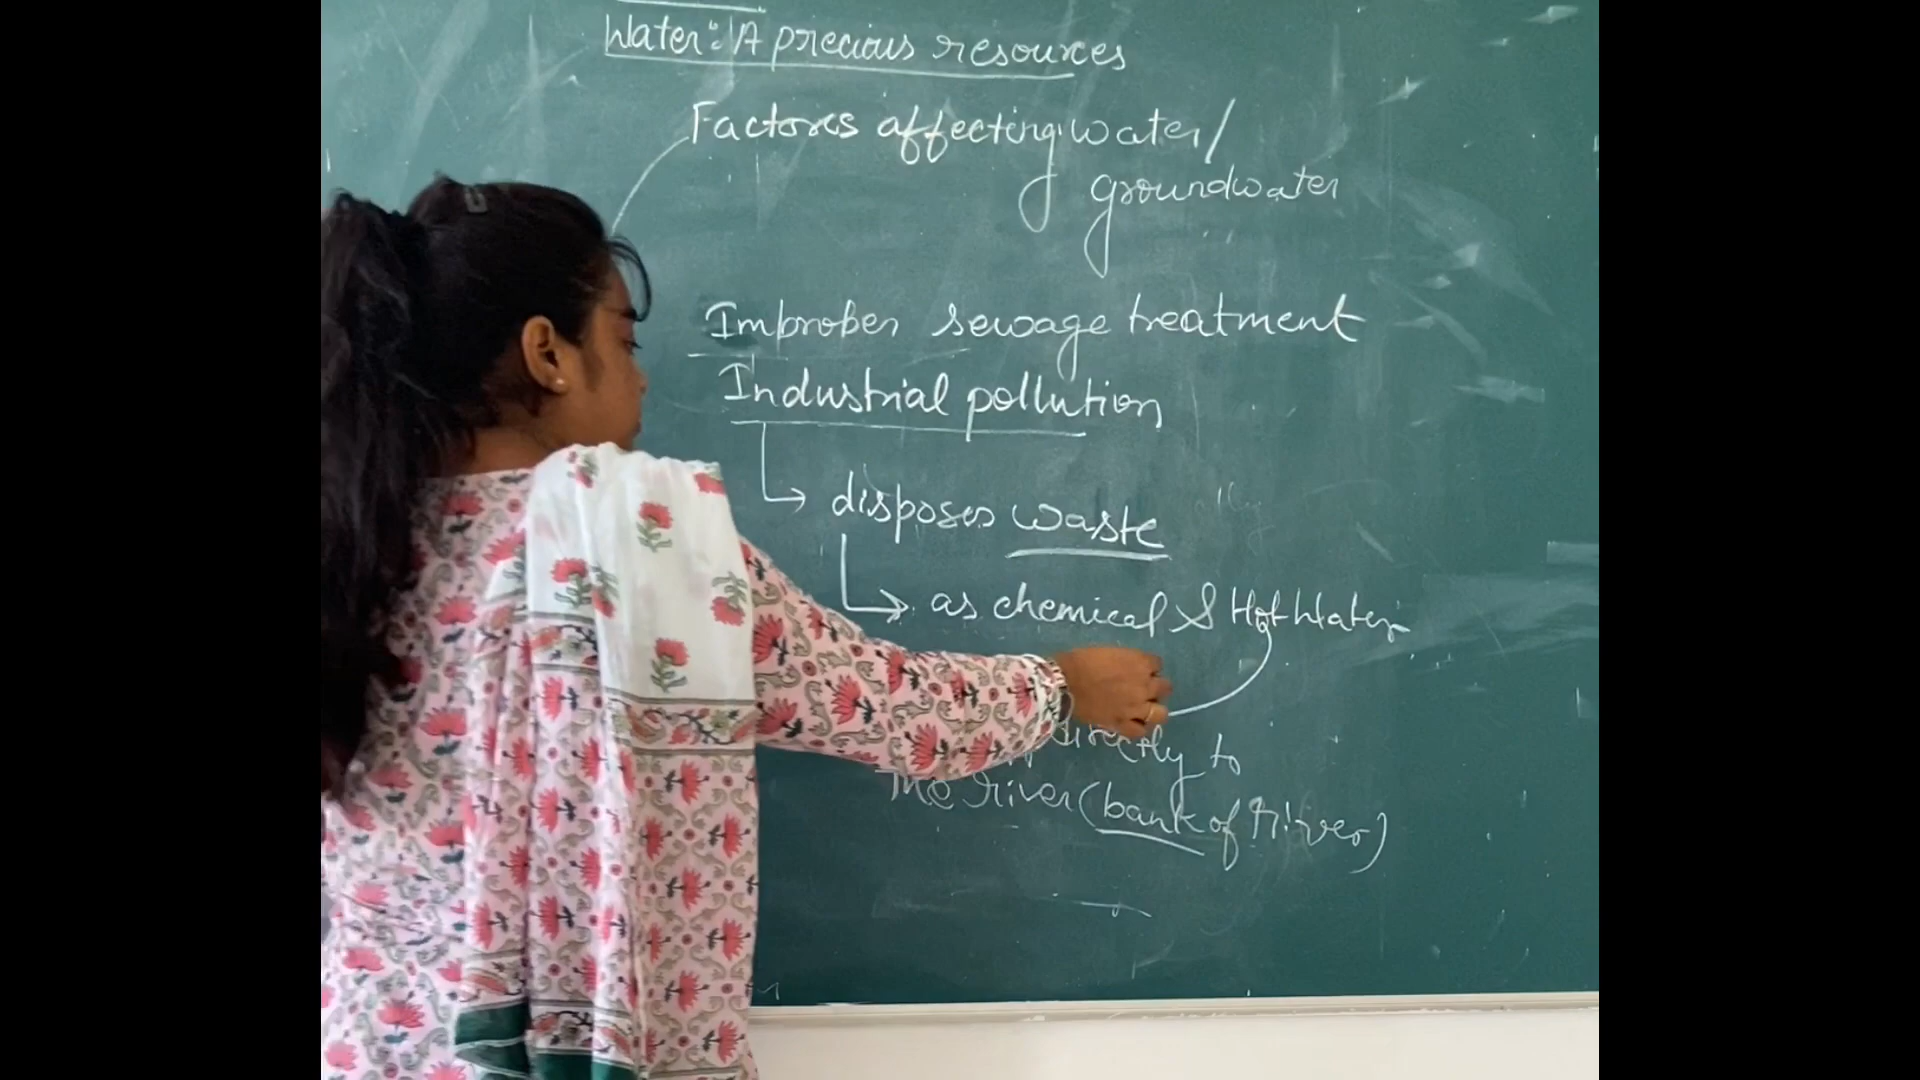 Water: A precious resources
Factors affecting water/
groundwater
Improper sewage treatment
Industrial pollution
disposes waste
as chemical & Hot Water
directly to
The river (bank of river)